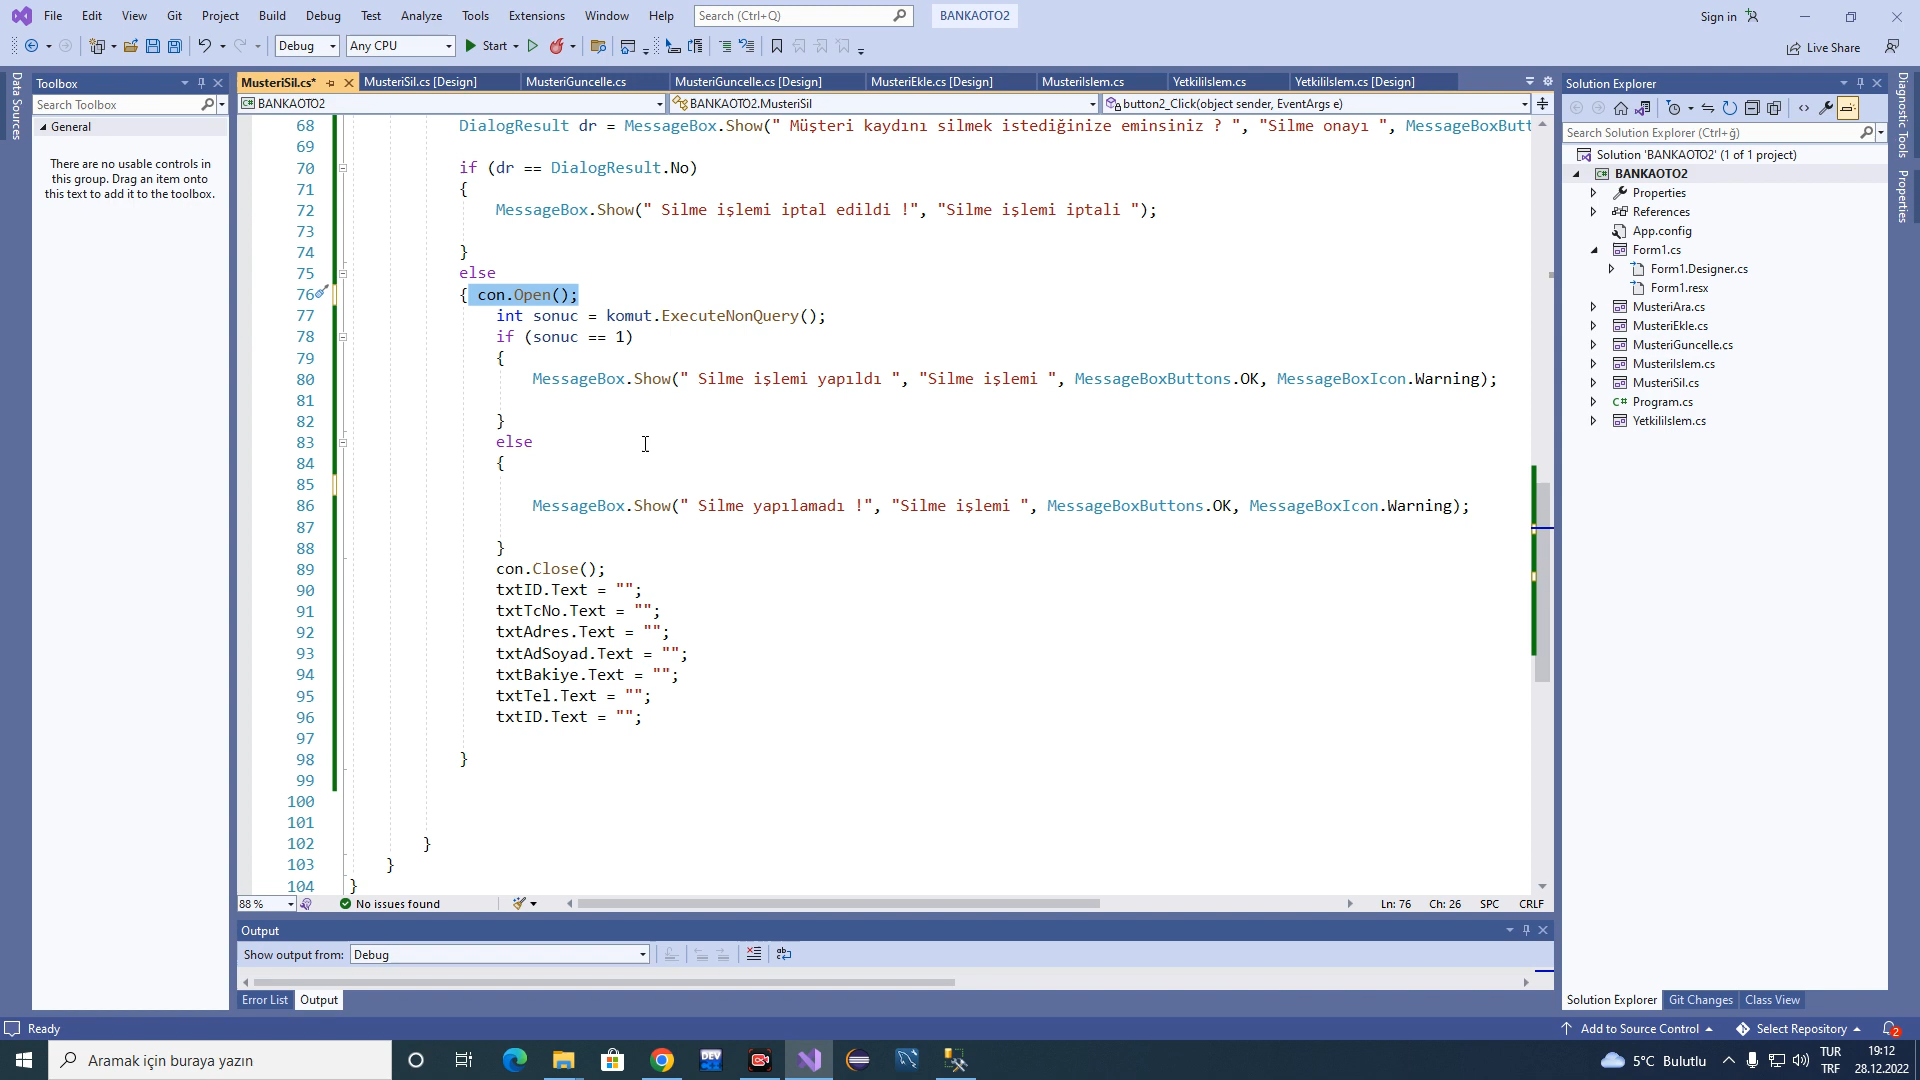 File Edit View Git Project Build Debug Test Analyze Tools Extensions Window Help Search (Ctrl+Q) BANKAOTO2 Sign in
Debug Any CPU Start Live Share
Data Sources
Toolbox
Search Toolbox
General
There are no usable controls in
this group. Drag an item onto
this text to add it to the toolbox.
MusteriSil.cs* MusteriSil.cs [Design] MusteriGuncelle.cs MusteriGuncelle.cs [Design] MusteriEkle.cs [Design] MusteriIslem.cs YetkiliIslem.cs YetkiliIslem.cs [Design]
BANKAOTO2 BANKAOTO2.MusteriSil button2_Click(object sender, EventArgs e)
68 DialogResult dr = MessageBox.Show(" Müşteri kaydını silmek istediğinize eminsiniz ? ", "Silme onayı ", MessageBoxButt
69
70 if (dr == DialogResult.No)
71 {
72 MessageBox.Show(" Silme işlemi iptal edildi !", "Silme işlemi iptali ");
73
74 }
75 else
76 { con.Open();
77 int sonuc = komut.ExecuteNonQuery();
78 if (sonuc == 1)
79 {
80 MessageBox.Show(" Silme işlemi yapıldı ", "Silme işlemi ", MessageBoxButtons.OK, MessageBoxIcon.Warning);
81
82 }
83 else
84 {
85
86 MessageBox.Show(" Silme yapılamadı !", "Silme işlemi ", MessageBoxButtons.OK, MessageBoxIcon.Warning);
87
88 }
89 con.Close();
90 txtID.Text = "";
91 txtTcNo.Text = "";
92 txtAdres.Text = "";
93 txtAdSoyad.Text = "";
94 txtBakiye.Text = "";
95 txtTel.Text = "";
96 txtID.Text = "";
97
98 }
99
100
101
102 }
103 }
104 }
88 % No issues found Ln: 76 Ch: 26 SPC CRLF
Output
Show output from: Debug
Error List Output
Solution Explorer
Search Solution Explorer (Ctrl+ğ)
Solution 'BANKAOTO2' (1 of 1 project)
C# BANKAOTO2
Properties
References
App.config
Form1.cs
Form1.Designer.cs
Form1.resx
MusteriAra.cs
MusteriEkle.cs
MusteriGuncelle.cs
MusteriIslem.cs
MusteriSil.cs
C# Program.cs
YetkiliIslem.cs
Solution Explorer Git Changes Class View
Diagnostic Tools
Properties
Ready Add to Source Control Select Repository 2
Aramak için buraya yazın DEV 5°C Bulutlu TUR 19:12
TRF 28.12.2022